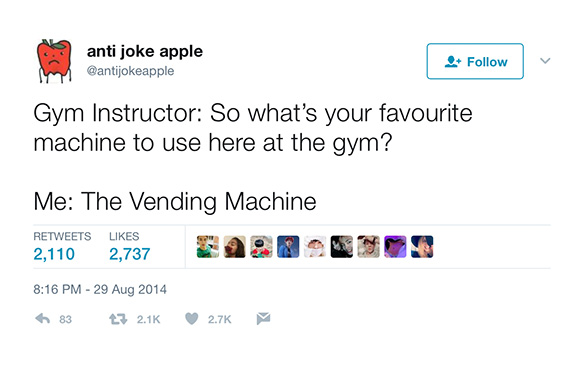 anti joke apple
@antijokeapple
Follow
Gym Instructor: So what's your favourite
machine to use here at the gym?
Me: The Vending Machine
RETWEETS LIKES
2,110 2,737
8:16 PM - 29 Aug 2014
83 2.1K 2.7K